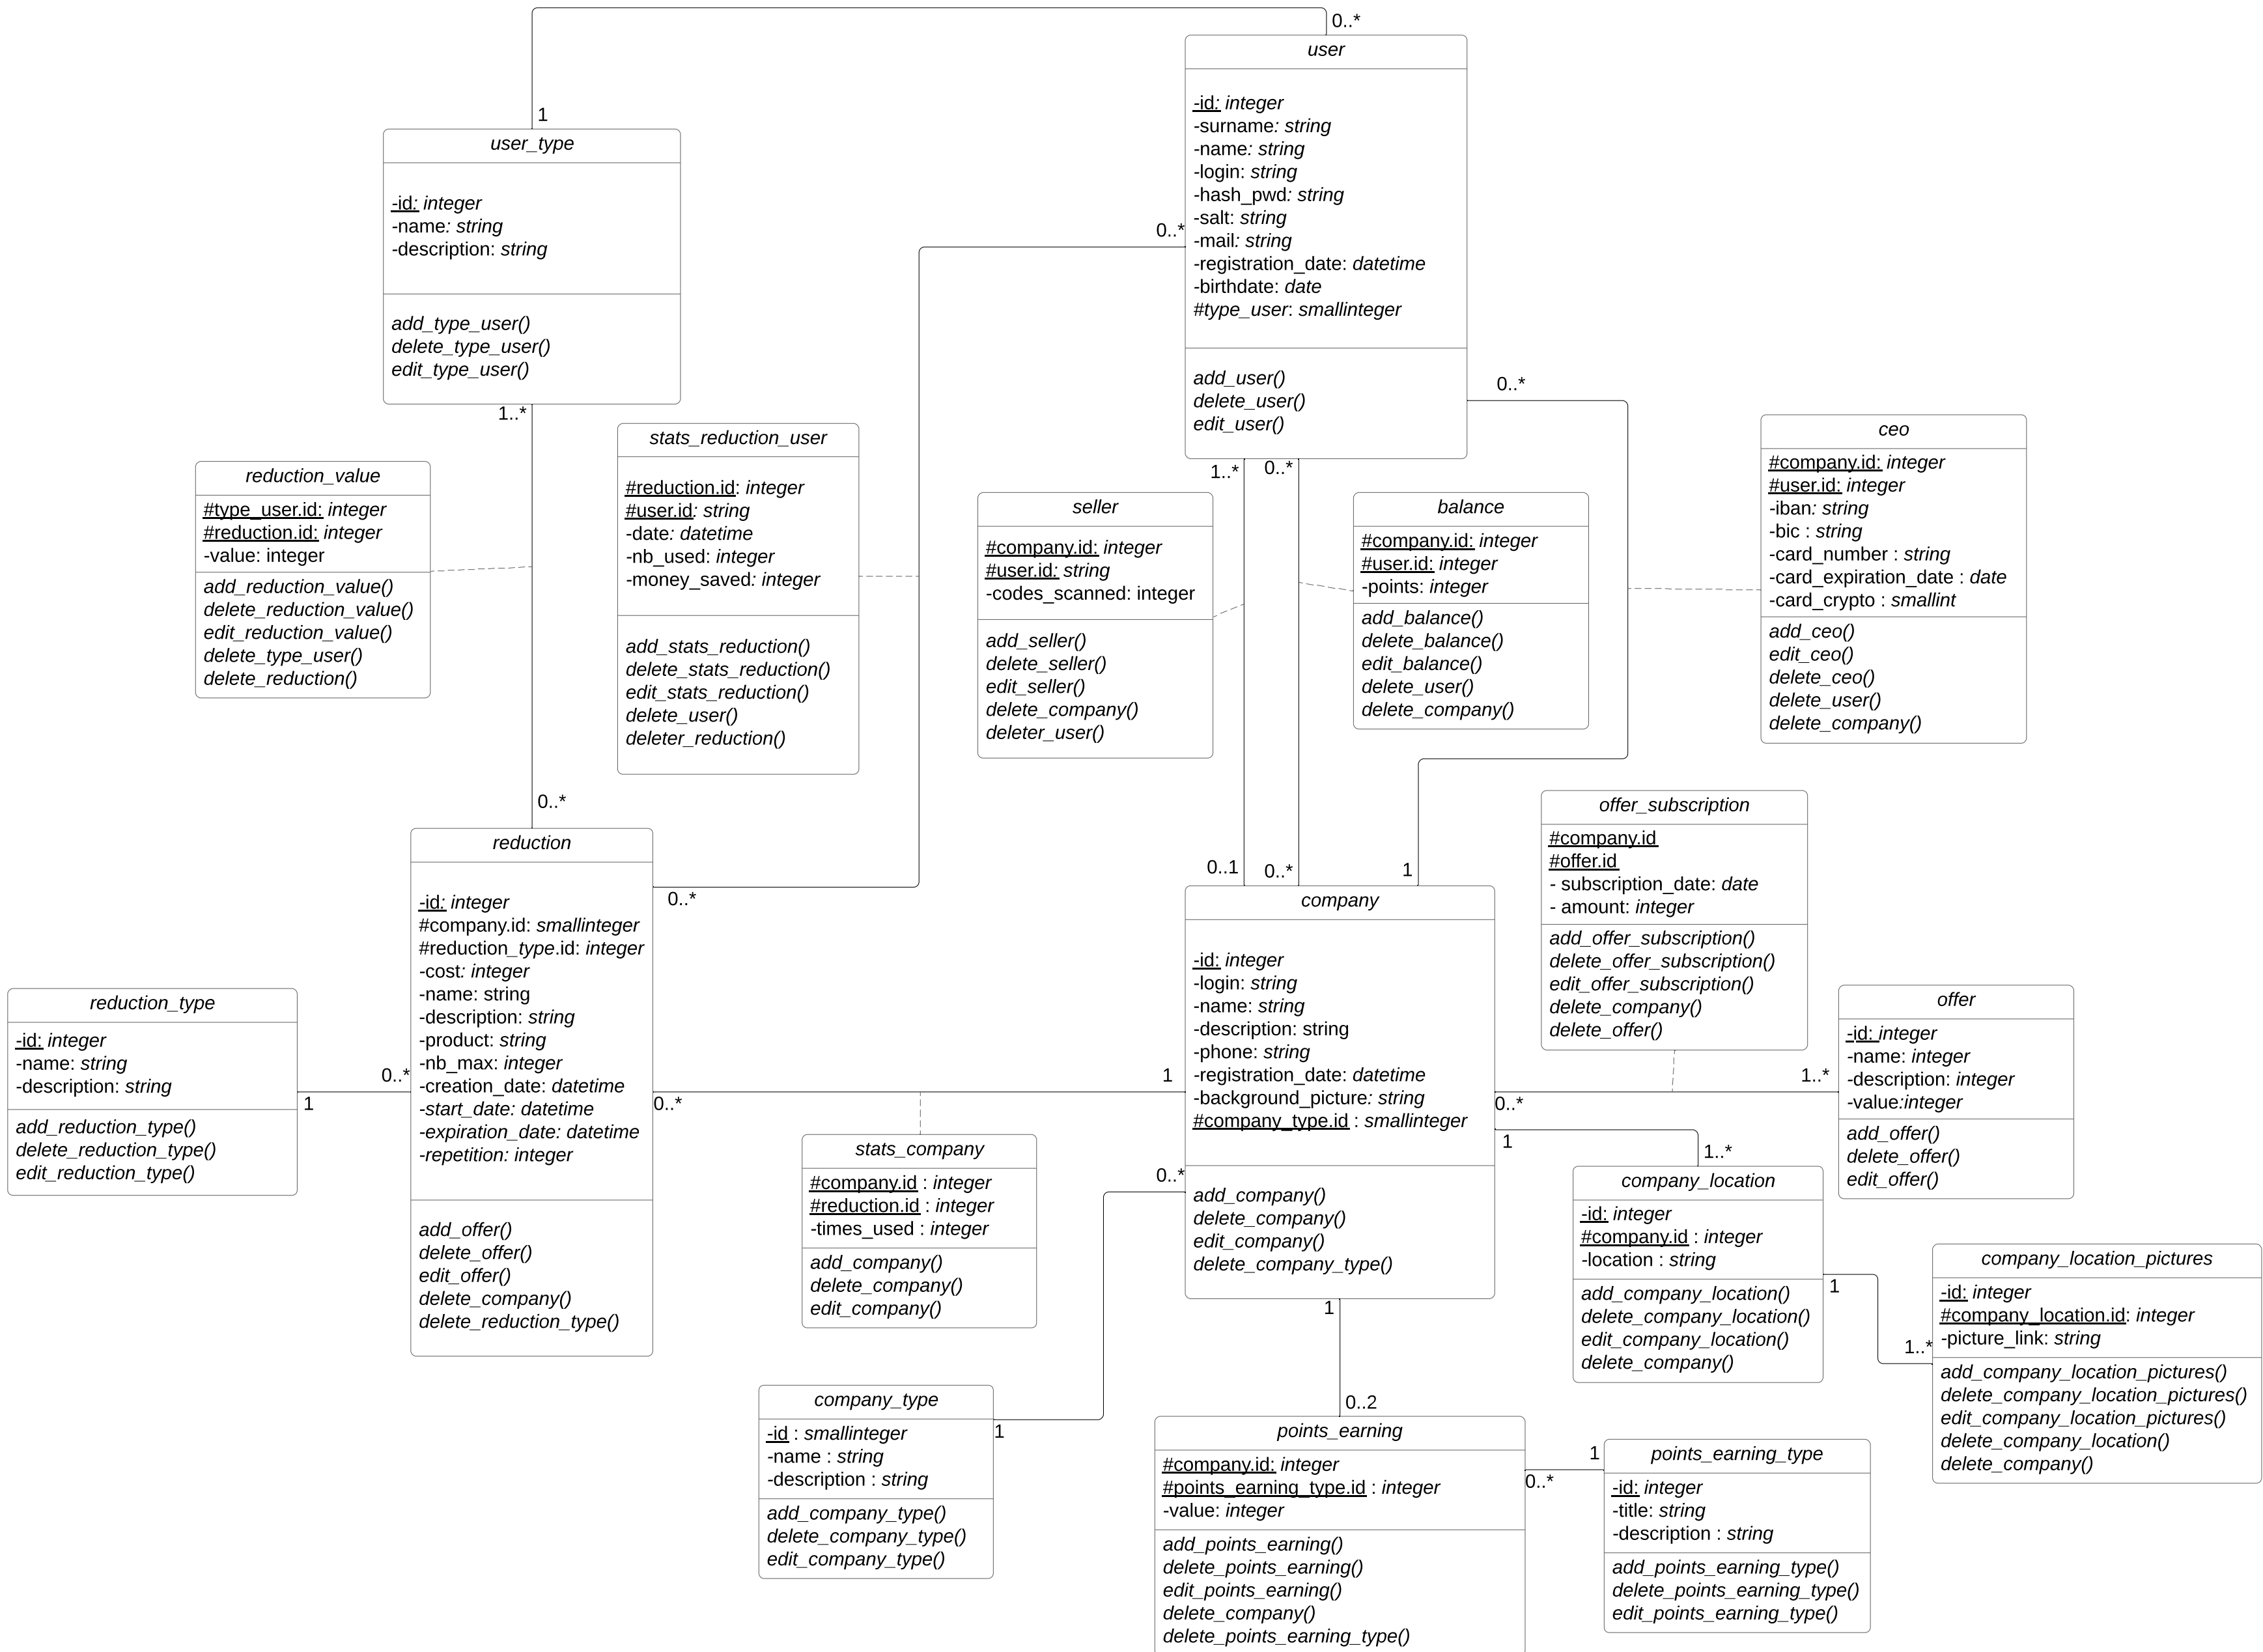 0..*
user
-id: integer
-surname: string
-name: string
-login: string
-hash_pwd: string
-salt: string
-mail: string
-registration_date: datetime
-birthdate: date
#type_user: smallinteger
add_user()
delete_user()
edit_user()
1
user_type
-id: integer
-name: string
-description: string
add_type_user()
delete_type_user()
edit_type_user()
1..*
0..*
0..*
1..*
0..*
reduction_value
#type_user.id: integer
#reduction.id: integer
-value: integer
add_reduction_value()
delete_reduction_value()
edit_reduction_value()
delete_type_user()
delete_reduction()
stats_reduction_user
#reduction.id: integer
#user.id: string
-date: datetime
-nb_used: integer
-money_saved: integer
add_stats_reduction()
delete_stats_reduction()
edit_stats_reduction()
delete_user()
deleter_reduction()
seller
#company.id: integer
#user.id: string
-codes_scanned: integer
add_seller()
delete_seller()
edit_seller()
delete_company()
deleter_user()
balance
#company.id: integer
#user.id: integer
-points: integer
add_balance()
delete_balance()
edit_balance()
delete_user()
delete_company()
ceo
#company.id: integer
#user.id: integer
-iban: string
-bic : string
-card_number : string
-card_expiration_date : date
-card_crypto : smallint
add_ceo()
edit_ceo()
delete_ceo()
delete_user()
delete_company()
0..*
0..*
0..1
0..*
1
reduction
-id: integer
#company.id: smallinteger
#reduction_type.id: integer
-cost: integer
-name: string
-description: string
-product: string
-nb_max: integer
-creation_date: datetime
-start_date: datetime
-expiration_date: datetime
-repetition: integer
add_offer()
delete_offer()
edit_offer()
delete_company()
delete_reduction_type()
company
-id: integer
-login: string
-name: string
-description: string
-phone: string
-registration_date: datetime
-background_picture: string
#company_type.id : smallinteger
add_company()
delete_company()
edit_company()
delete_company_type()
offer_subscription
#company.id
#offer.id
- subscription_date: date
- amount: integer
add_offer_subscription()
delete_offer_subscription()
edit_offer_subscription()
delete_company()
delete_offer()
offer
-id: integer
-name: integer
-description: integer
-value:integer
add_offer()
delete_offer()
edit_offer()
reduction_type
-id: integer
-name: string
-description: string
add_reduction_type()
delete_reduction_type()
edit_reduction_type()
0..*
1
0..*
1
0..*
1..*
1
1..*
0..*
stats_company
#company.id : integer
#reduction.id : integer
-times_used : integer
add_company()
delete_company()
edit_company()
company_location
-id: integer
#company.id : integer
-location : string
add_company_location()
delete_company_location()
edit_company_location()
delete_company()
1
1..*
company_location_pictures
-id: integer
#company_location.id: integer
-picture_link: string
add_company_location_pictures()
delete_company_location_pictures()
edit_company_location_pictures()
delete_company_location()
delete_company()
company_type
-id : smallinteger
-name : string
-description : string
add_company_type()
delete_company_type()
edit_company_type()
1
1
0..2
points_earning
#company.id: integer
#points_earning_type.id : integer
-value: integer
add_points_earning()
delete_points_earning()
edit_points_earning()
delete_company()
delete_points_earning_type()
0..*
1
points_earning_type
-id: integer
-title: string
-description : string
add_points_earning_type()
delete_points_earning_type()
edit_points_earning_type()